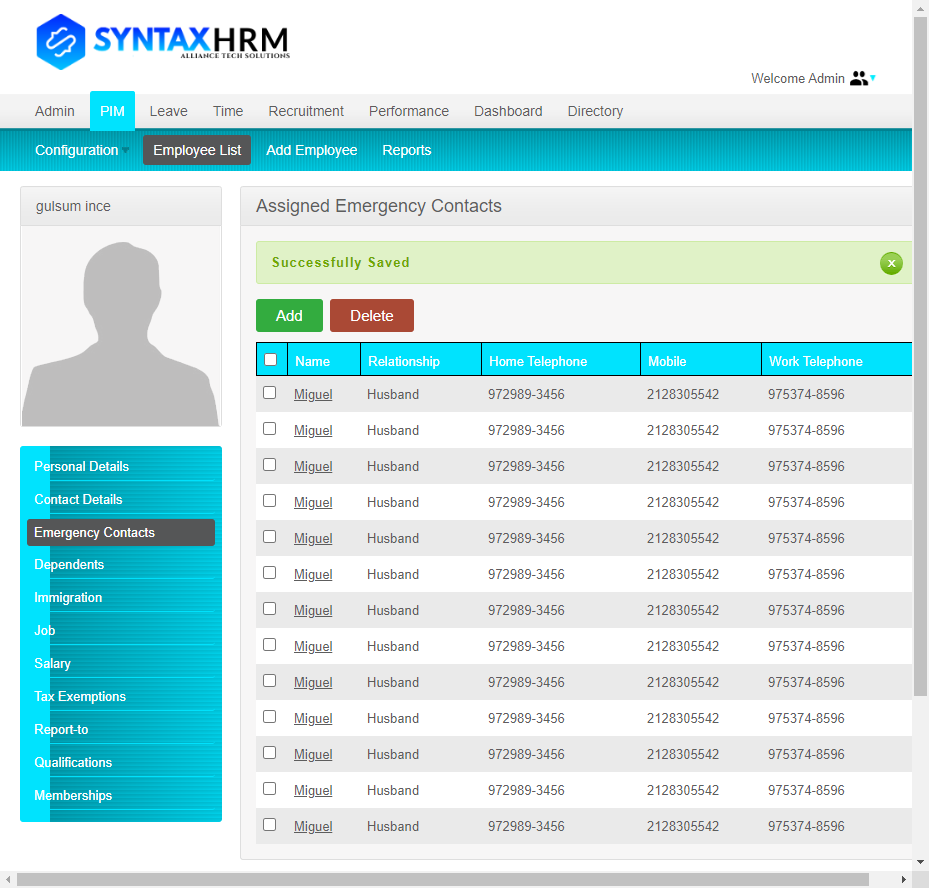 SYNTAXHRM
ALLIANCE TECH SOLUTIONS
Welcome Admin
Admin PIM Leave Time Recruitment Performance Dashboard Directory
Configuration Employee List Add Employee Reports
gulsum ince
Personal Details
Contact Details
Emergency Contacts
Dependents
Immigration
Job
Salary
Tax Exemptions
Report-to
Qualifications
Memberships
Assigned Emergency Contacts
Successfully Saved
Add Delete
Name Relationship Home Telephone Mobile Work Telephone
Miguel Husband 972989-3456 2128305542 975374-8596
Miguel Husband 972989-3456 2128305542 975374-8596
Miguel Husband 972989-3456 2128305542 975374-8596
Miguel Husband 972989-3456 2128305542 975374-8596
Miguel Husband 972989-3456 2128305542 975374-8596
Miguel Husband 972989-3456 2128305542 975374-8596
Miguel Husband 972989-3456 2128305542 975374-8596
Miguel Husband 972989-3456 2128305542 975374-8596
Miguel Husband 972989-3456 2128305542 975374-8596
Miguel Husband 972989-3456 2128305542 975374-8596
Miguel Husband 972989-3456 2128305542 975374-8596
Miguel Husband 972989-3456 2128305542 975374-8596
Miguel Husband 972989-3456 2128305542 975374-8596